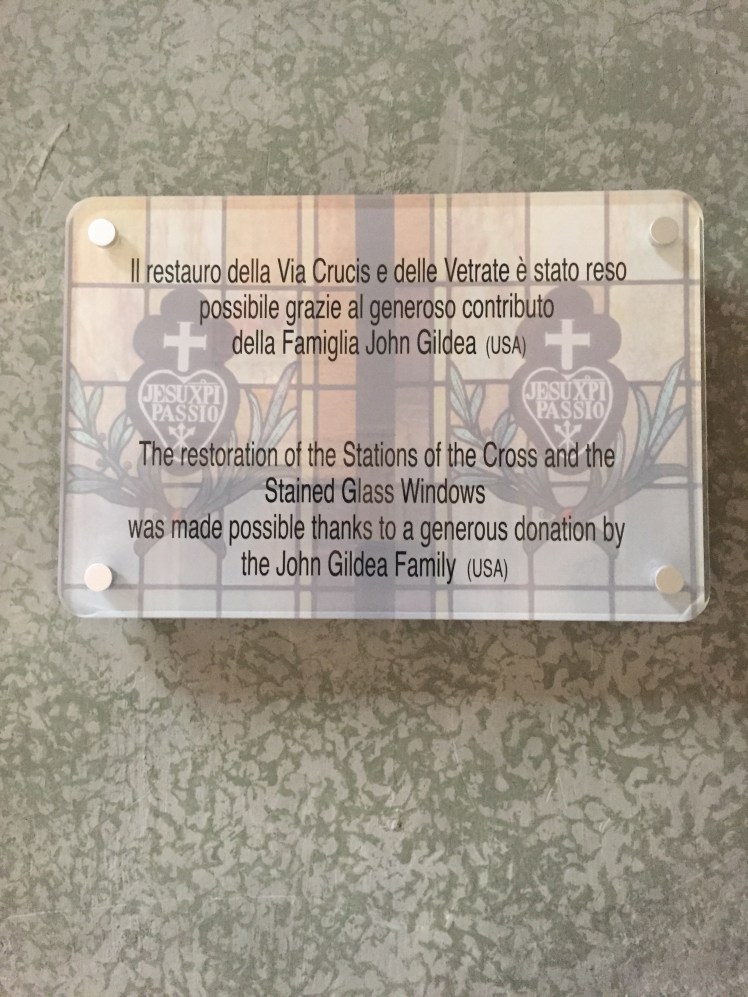 Il restauro della Via Crucis e delle Vetrate è stato reso
possibile grazie al generoso contributo
della Famiglia John Gildea (USA)
JESU XPI
PASSIO
JESU XPI
PASSIO
The restoration of the Stations of the Cross and the
Stained Glass Windows
was made possible thanks to a generous donation by
the John Gildea Family (USA)